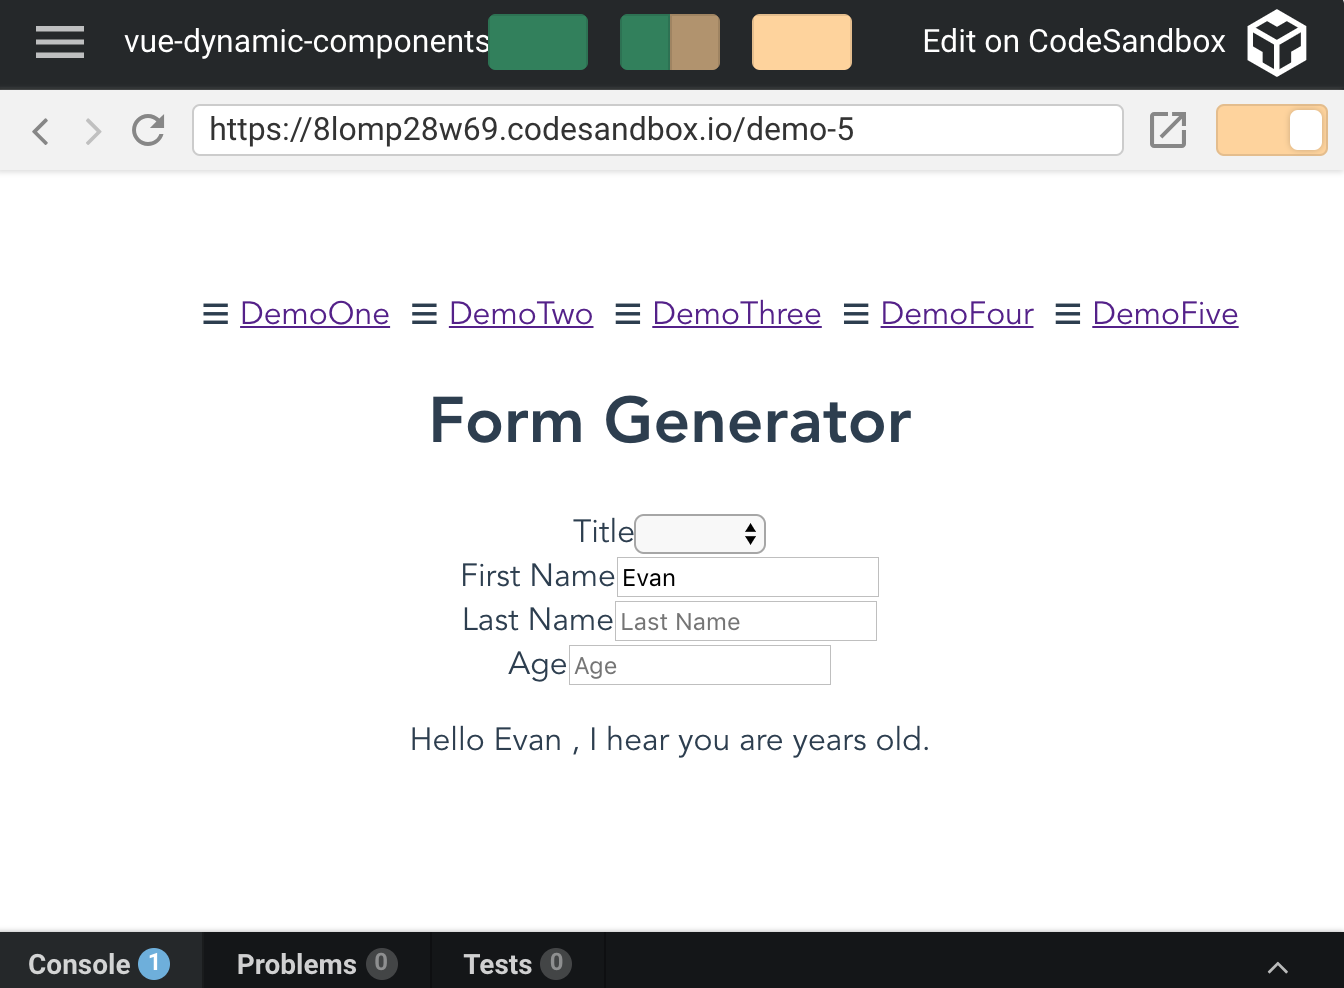 vue-dynamic-components
Edit on CodeSandbox
https://8lomp28w69.codesandbox.io/demo-5
DemoOne DemoTwo DemoThree DemoFour DemoFive
Form Generator
Title
First Name Evan
Last Name Last Name
Age Age
Hello Evan , I hear you are years old.
Console 1 Problems 0 Tests 0